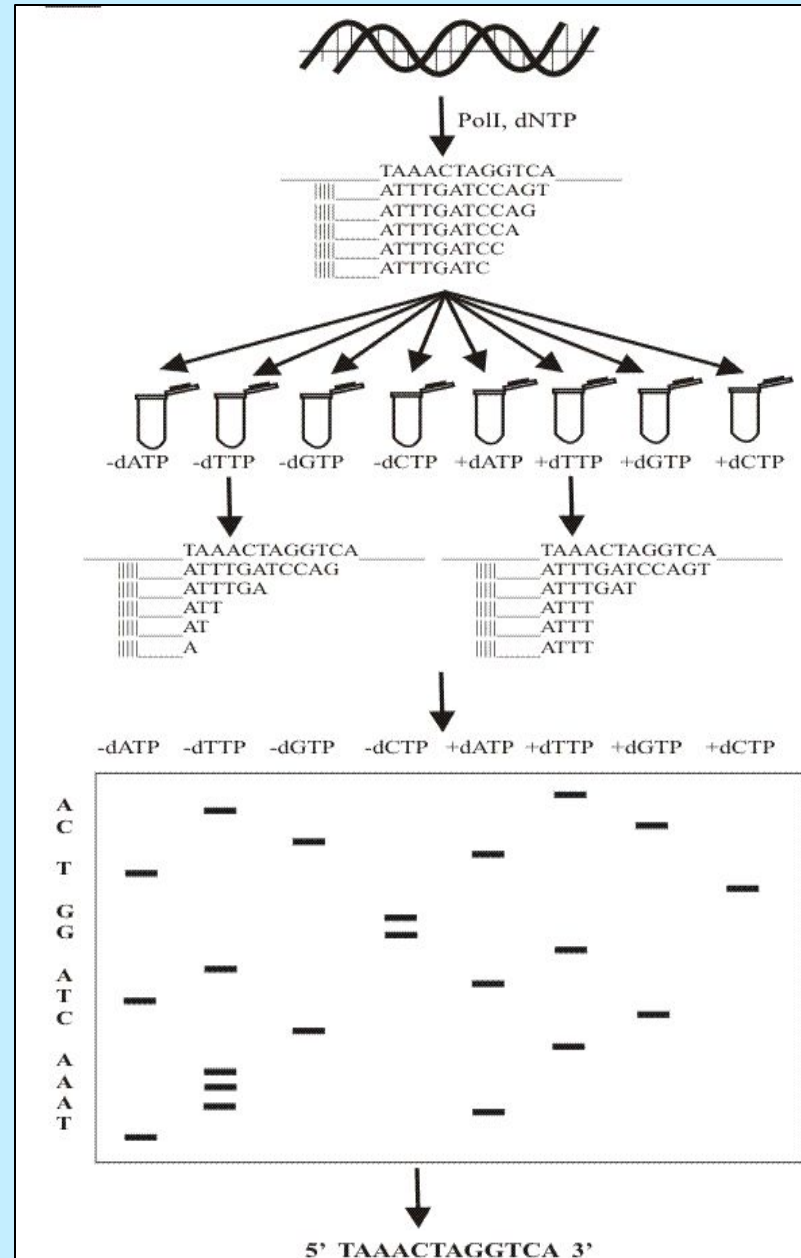 PolI, dNTP
TAAACTAGGTCA
ATTTGATCCAGT
ATTTGATCCAG
ATTTGATCCA
ATTTGATCC
ATTTGATC
-dATP -dTTP -dGTP -dCTP +dATP +dTTP +dGTP +dCTP
TAAACTAGGTCA TAAACTAGGTCA
ATTTGATCCAG ATTTGATCCAGT
ATTTGA ATTTGAT
ATT ATTT
AT ATTT
A ATTT
-dATP -dTTP -dGTP -dCTP +dATP +dTTP +dGTP +dCTP
A
C
T
G
G
A
T
C
A
A
A
T
5' TAAACTAGGTCA 3'